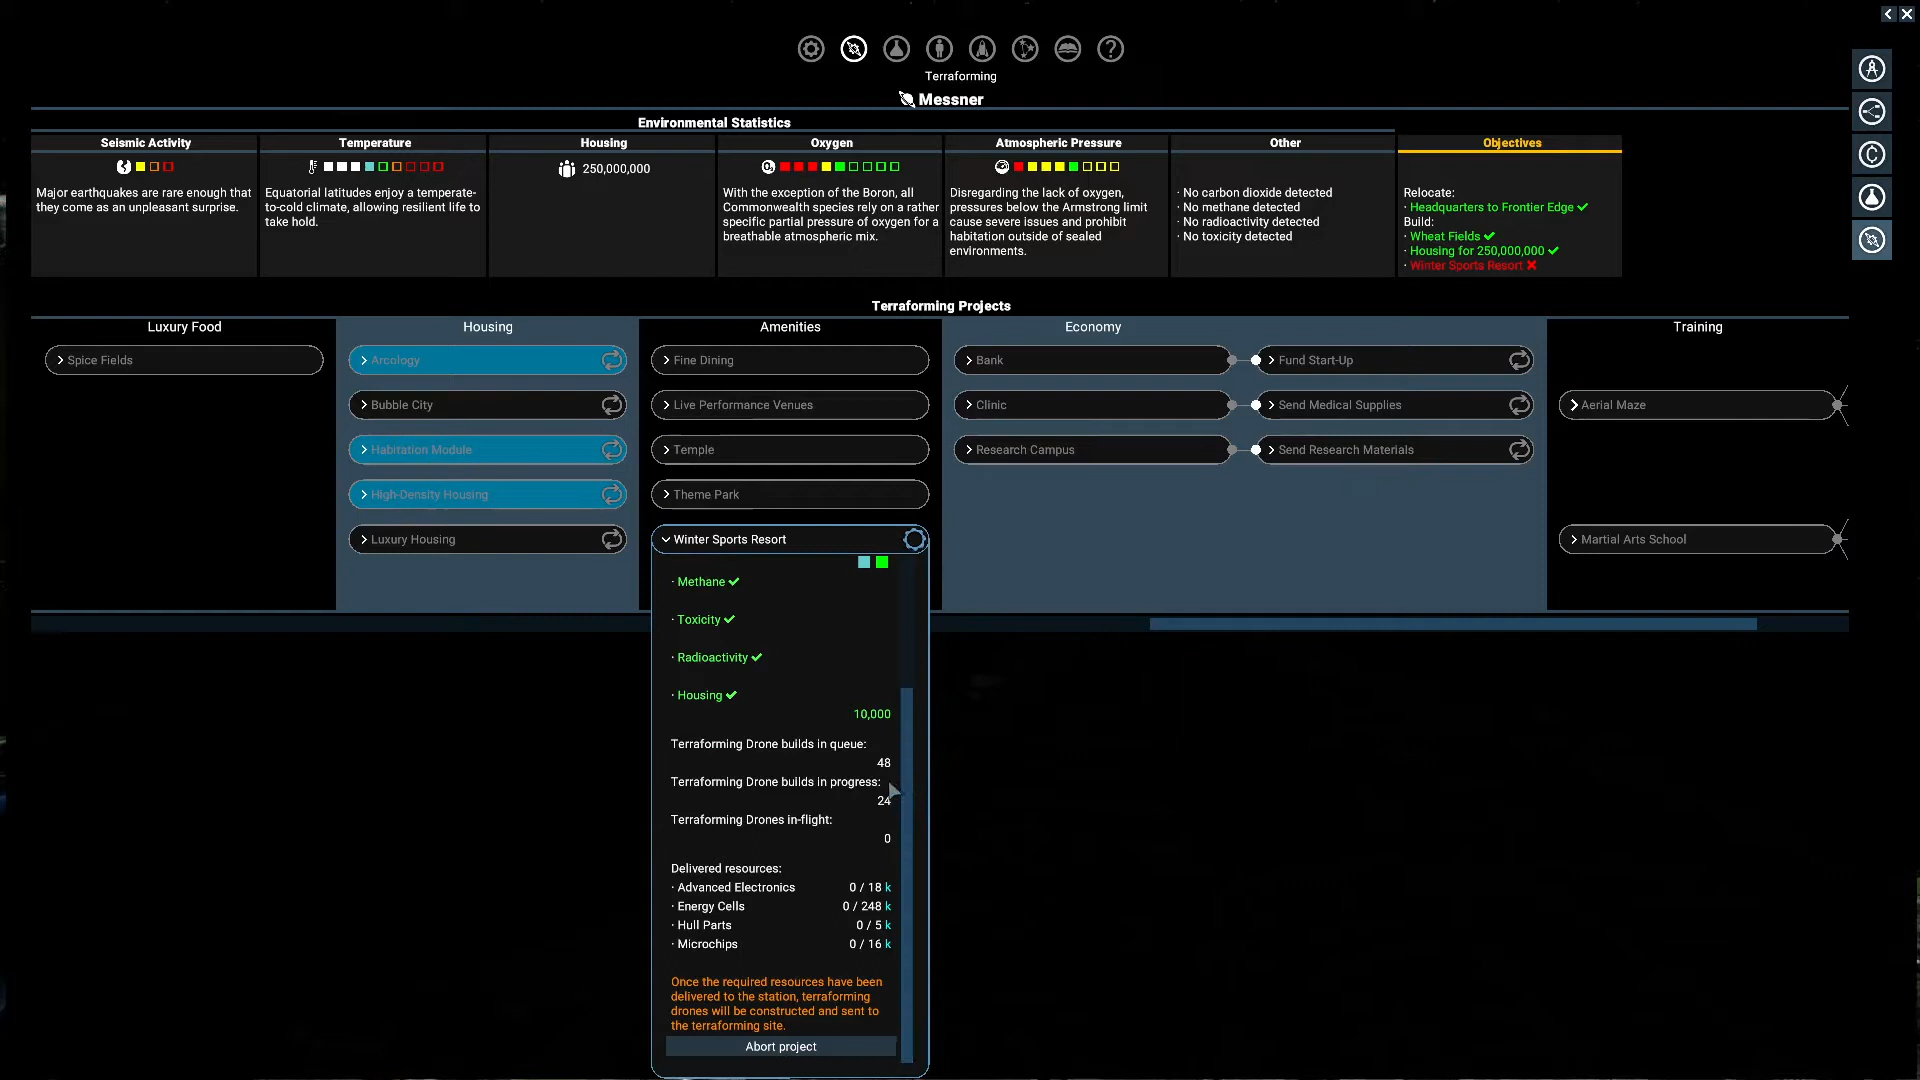 Terraforming
Messner
Environmental Statistics
Seismic Activity
Major earthquakes are rare enough that
they come as an unpleasant surprise.
Temperature
Equatorial latitudes enjoy a temperate-
to-cold climate, allowing resilient life to
take hold.
Housing
250,000,000
Oxygen
With the exception of the Boron, all
Commonwealth species rely on a rather
specific partial pressure of oxygen for a
breathable atmospheric mix.
Atmospheric Pressure
Disregarding the lack of oxygen,
pressures below the Armstrong limit
cause severe issues and prohibit
habitation outside of sealed
environments.
Other
· No carbon dioxide detected
· No methane detected
· No radioactivity detected
· No toxicity detected
Objectives
Relocate:
· Headquarters to Frontier Edge ✔
Build:
· Wheat Fields ✔
· Housing for 250,000,000 ✔
· Winter Sports Resort ✖
Terraforming Projects
Luxury Food
Spice Fields
Housing
Arcology
Bubble City
Habitation Module
High-Density Housing
Luxury Housing
Amenities
Fine Dining
Live Performance Venues
Temple
Theme Park
Winter Sports Resort
· Methane ✔
· Toxicity ✔
· Radioactivity ✔
· Housing ✔
10,000
Terraforming Drone builds in queue:
48
Terraforming Drone builds in progress:
24
Terraforming Drones in-flight:
0
Delivered resources:
· Advanced Electronics 0 / 18 k
· Energy Cells 0 / 248 k
· Hull Parts 0 / 5 k
· Microchips 0 / 16 k
Once the required resources have been
delivered to the station, terraforming
drones will be constructed and sent to
the terraforming site.
Abort project
Economy
Bank
Fund Start-Up
Clinic
Send Medical Supplies
Research Campus
Send Research Materials
Training
Aerial Maze
Martial Arts School